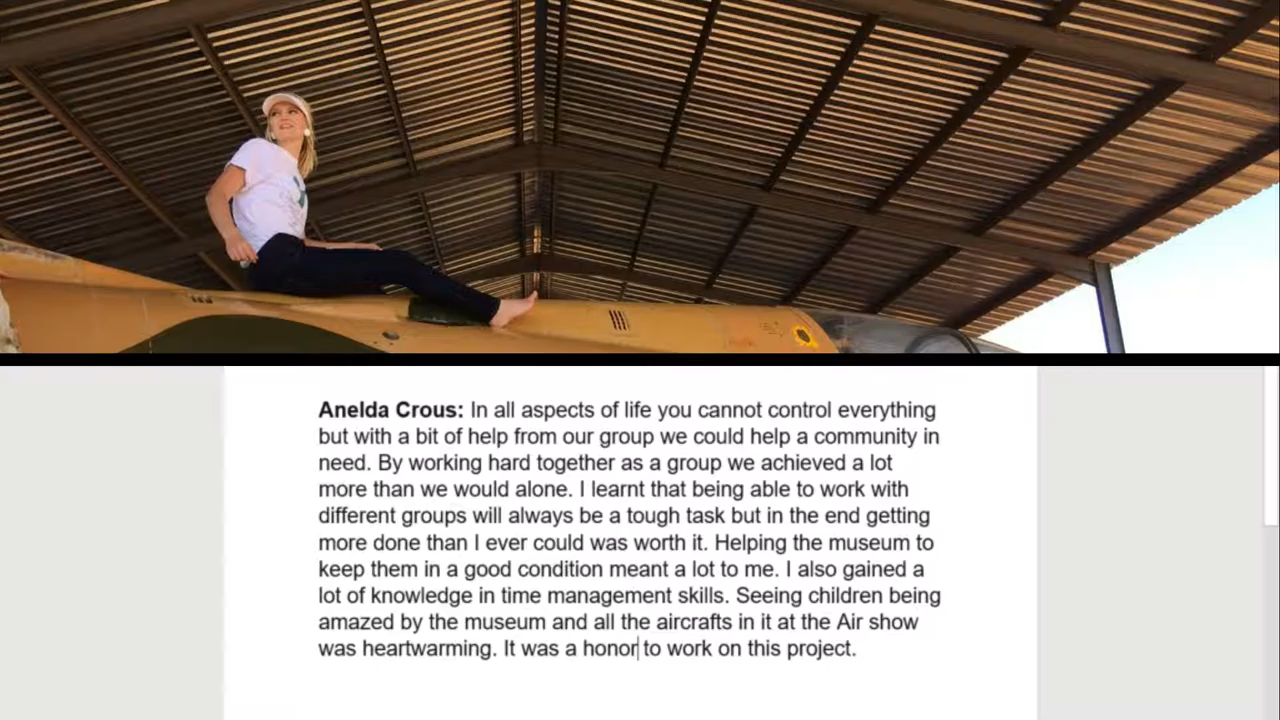 Anelda Crous: In all aspects of life you cannot control everything
but with a bit of help from our group we could help a community in
need. By working hard together as a group we achieved a lot
more than we would alone. I learnt that being able to work with
different groups will always be a tough task but in the end getting
more done than I ever could was worth it. Helping the museum to
keep them in a good condition meant a lot to me. I also gained a
lot of knowledge in time management skills. Seeing children being
amazed by the museum and all the aircrafts in it at the Air show
was heartwarming. It was a honor to work on this project.